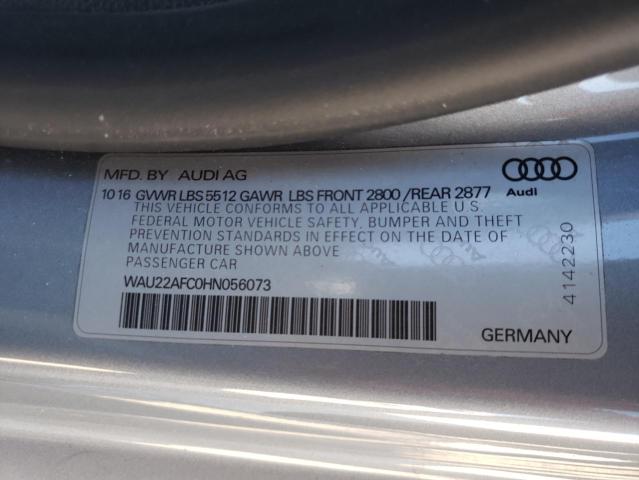 MFD. BY AUDI AG
10 16 GVWR LBS 5512 GAWR LBS FRONT 2800 /REAR 2877
Audi
THIS VEHICLE CONFORMS TO ALL APPLICABLE U.S.
FEDERAL MOTOR VEHICLE SAFETY, BUMPER AND THEFT
PREVENTION STANDARDS IN EFFECT ON THE DATE OF
MANUFACTURE SHOWN ABOVE
PASSENGER CAR
WAU22AFC0HN056073
4142230
GERMANY